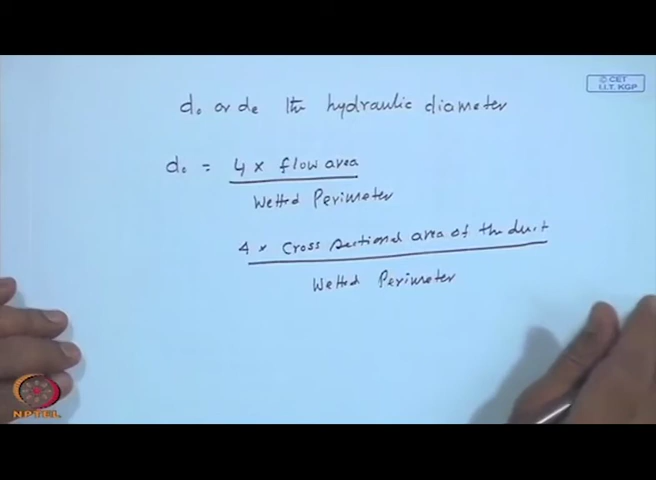 © CET
I.I.T. KGP
do or de the hydraulic diameter
do = 4 x flow area
Wetted Perimeter
4 x Cross sectional area of the duct
Wetted Perimeter
NPTEL